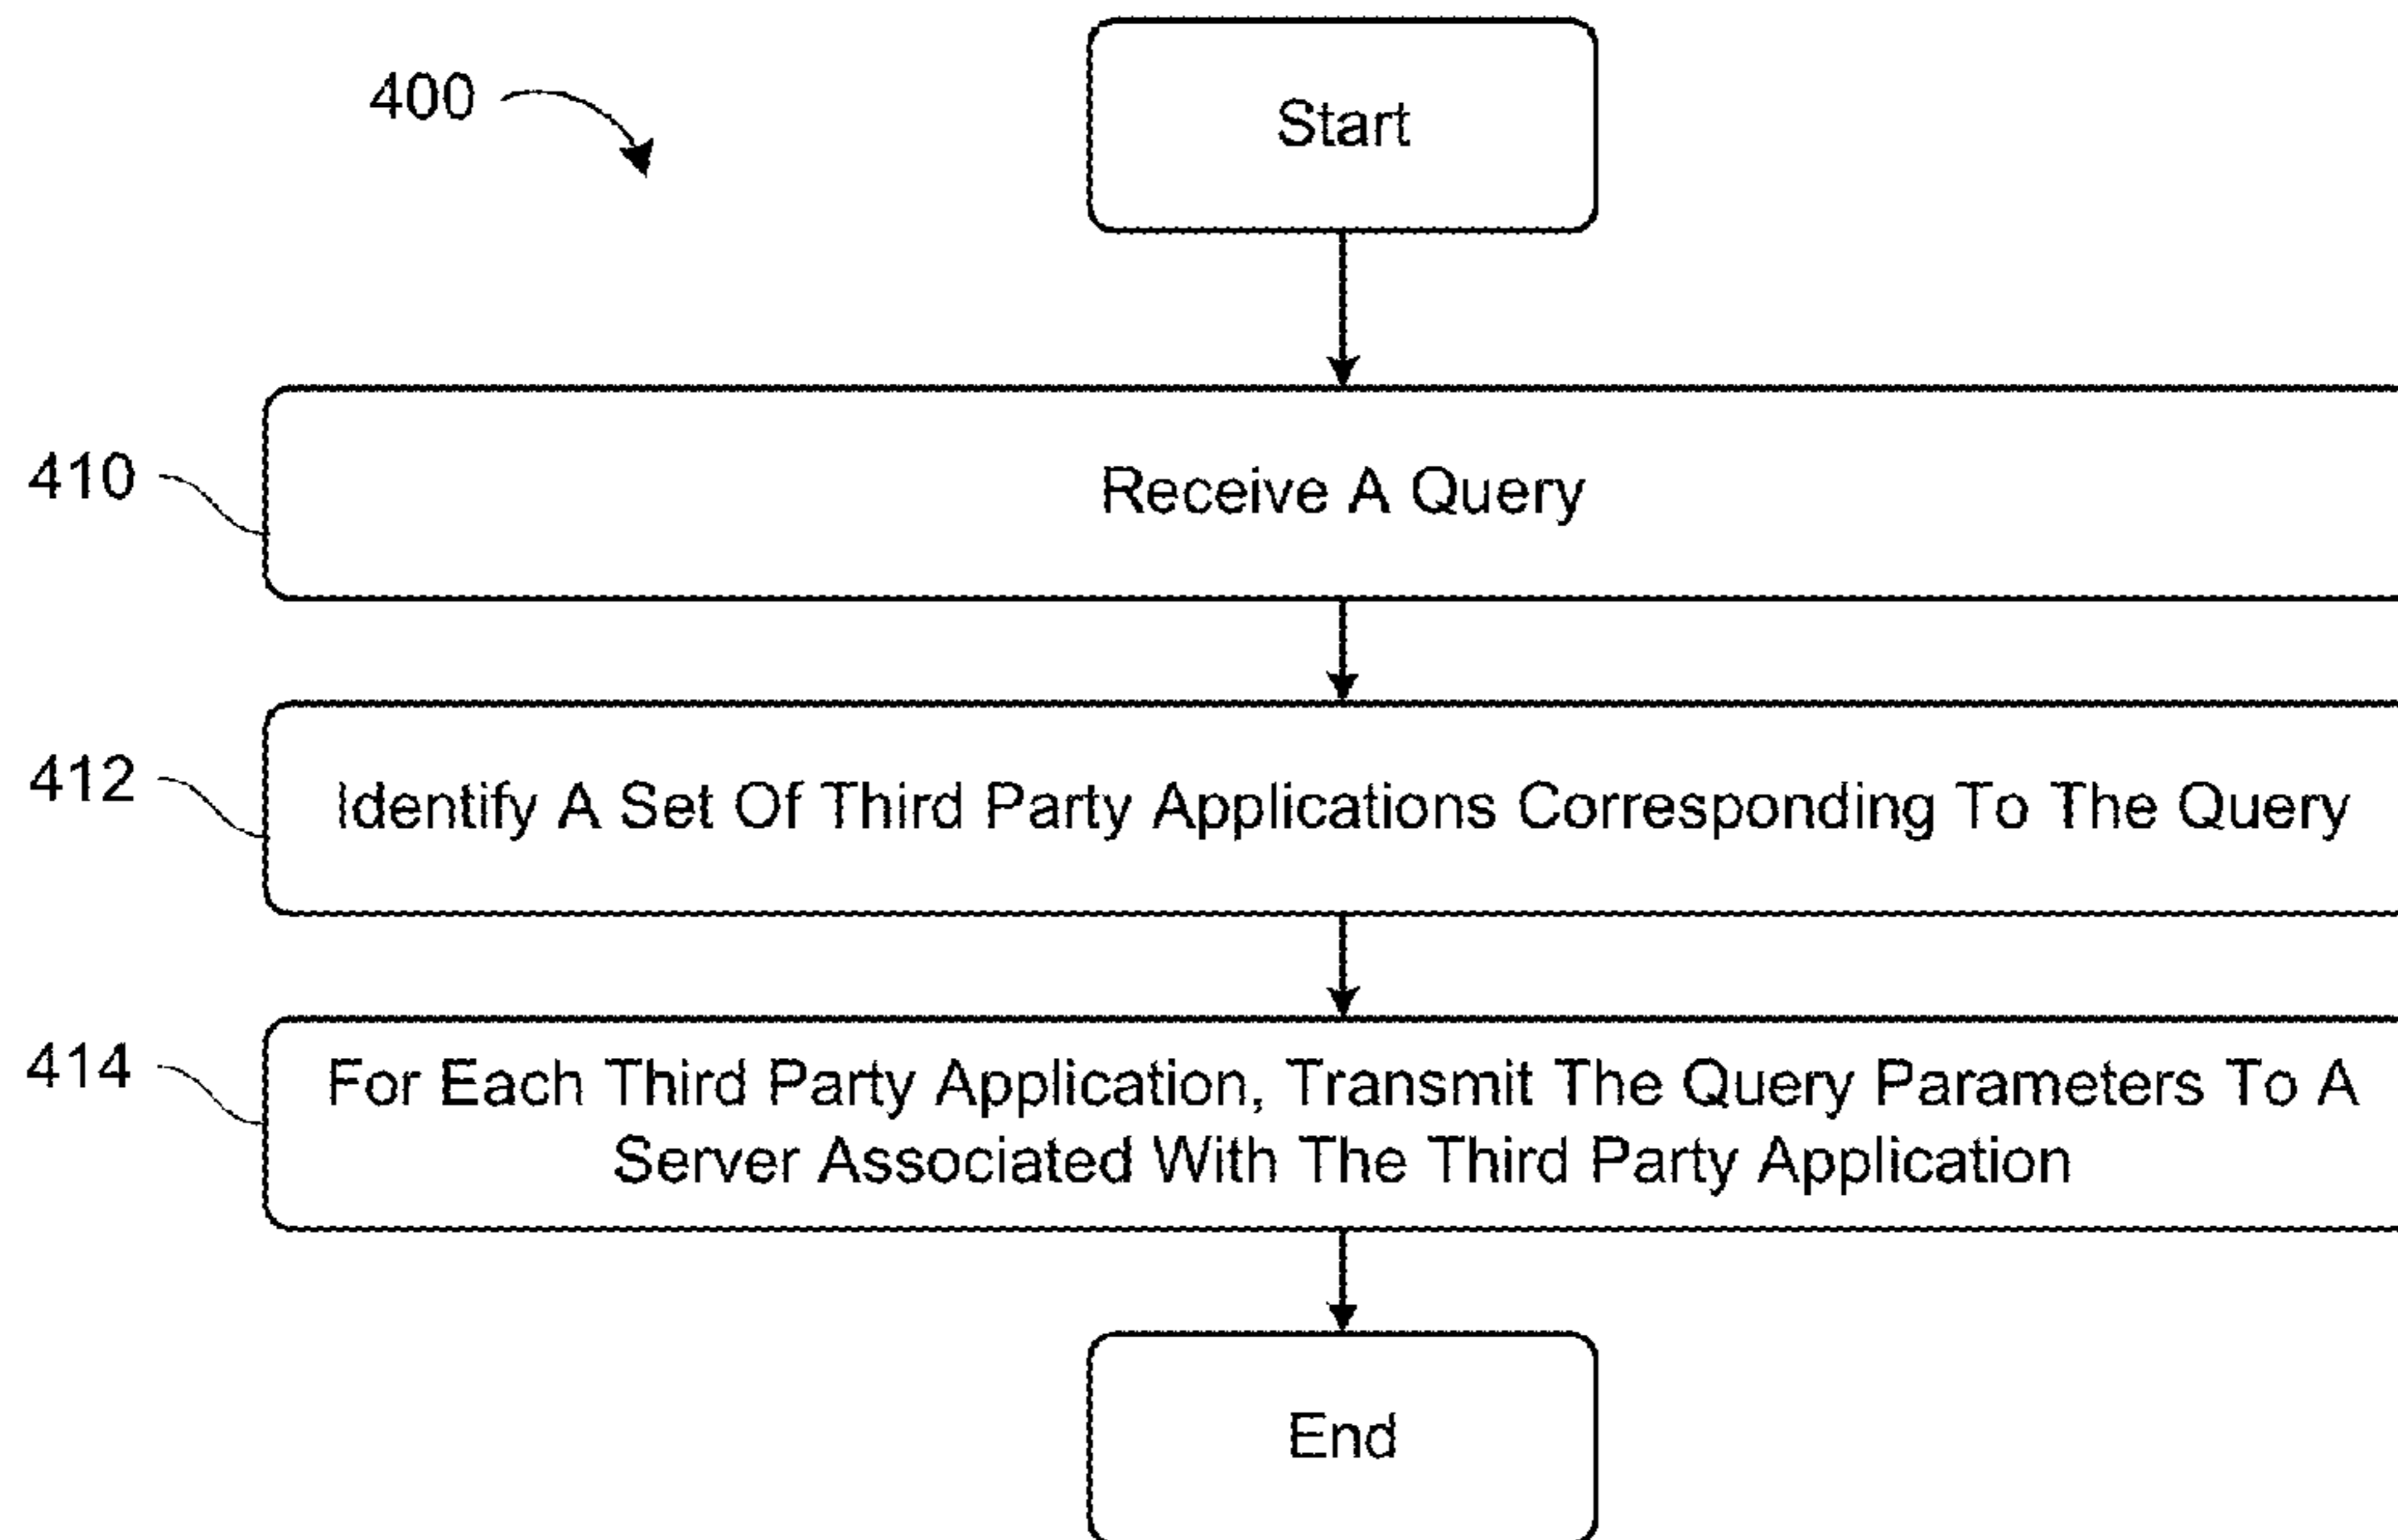 400
Start
410
Receive A Query
412
Identify A Set Of Third Party Applications Corresponding To The Query
414
For Each Third Party Application, Transmit The Query Parameters To A
Server Associated With The Third Party Application
End